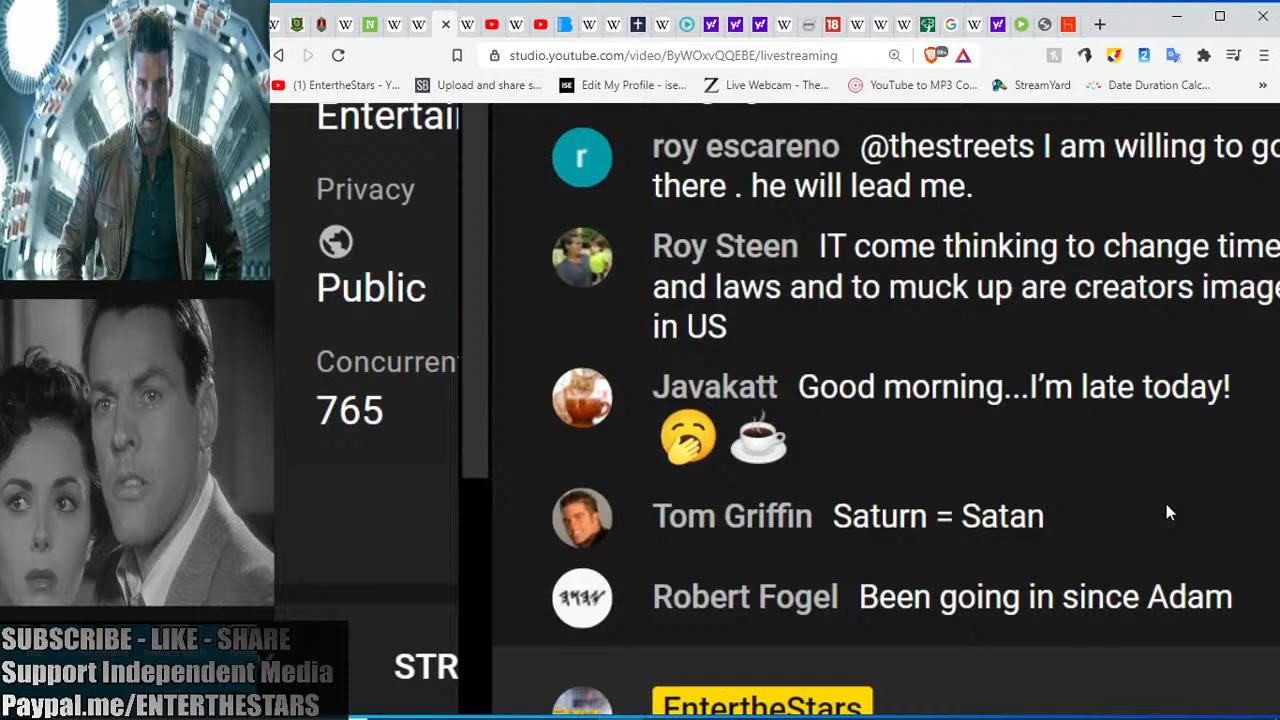 18
studio.youtube.com/video/ByWOxvQQEBE/livestreaming
(1) EntertheStars - Y...
SB Upload and share s...
ISE Edit My Profile - ise...
Z Live Webcam - The...
YouTube to MP3 Co...
StreamYard
Date Duration Calc...
»
Entertai
Privacy
Public
Concurren
765
STR
r
roy escareno @thestreets I am willing to go
there . he will lead me.
Roy Steen IT come thinking to change time
and laws and to muck up are creators image
in US
Javakatt Good morning...I’m late today!
Tom Griffin Saturn = Satan
Robert Fogel Been going in since Adam
EntertheStars
SUBSCRIBE - LIKE - SHARE
Support Independent Media
Paypal.me/ENTERTHESTARS